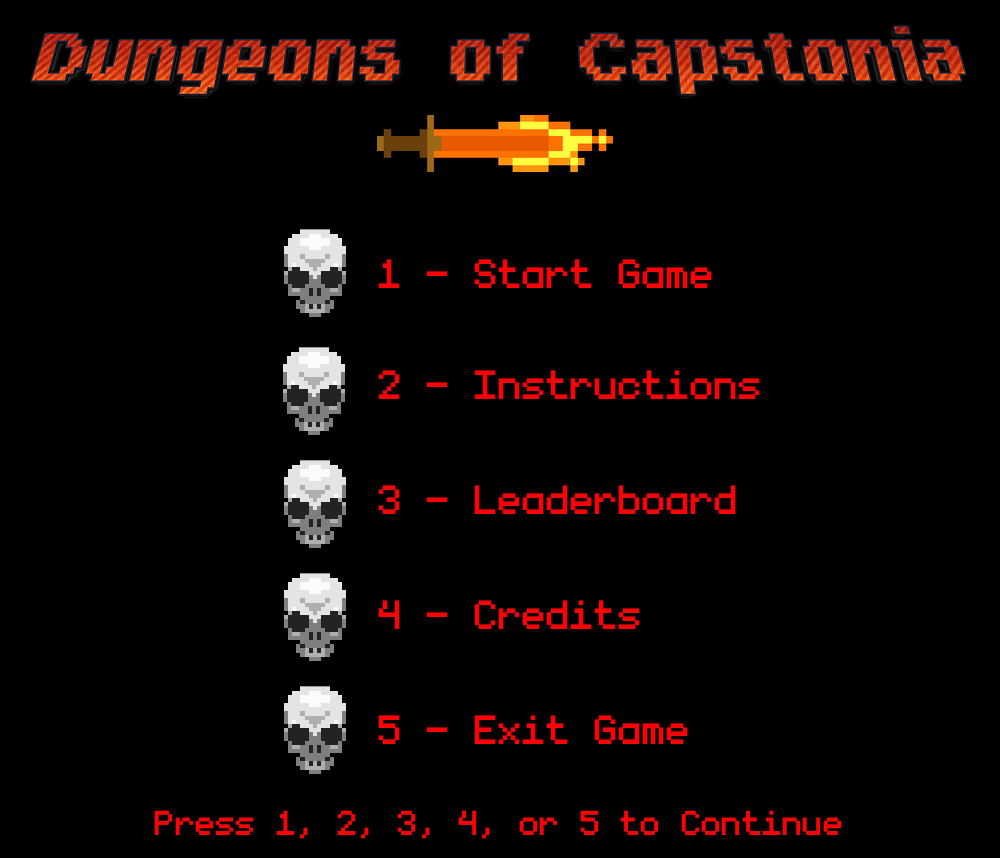 Dungeons of Capstonia
1 - Start Game
2 - Instructions
3 - Leaderboard
4 - Credits
5 - Exit Game
Press 1, 2, 3, 4, or 5 to Continue